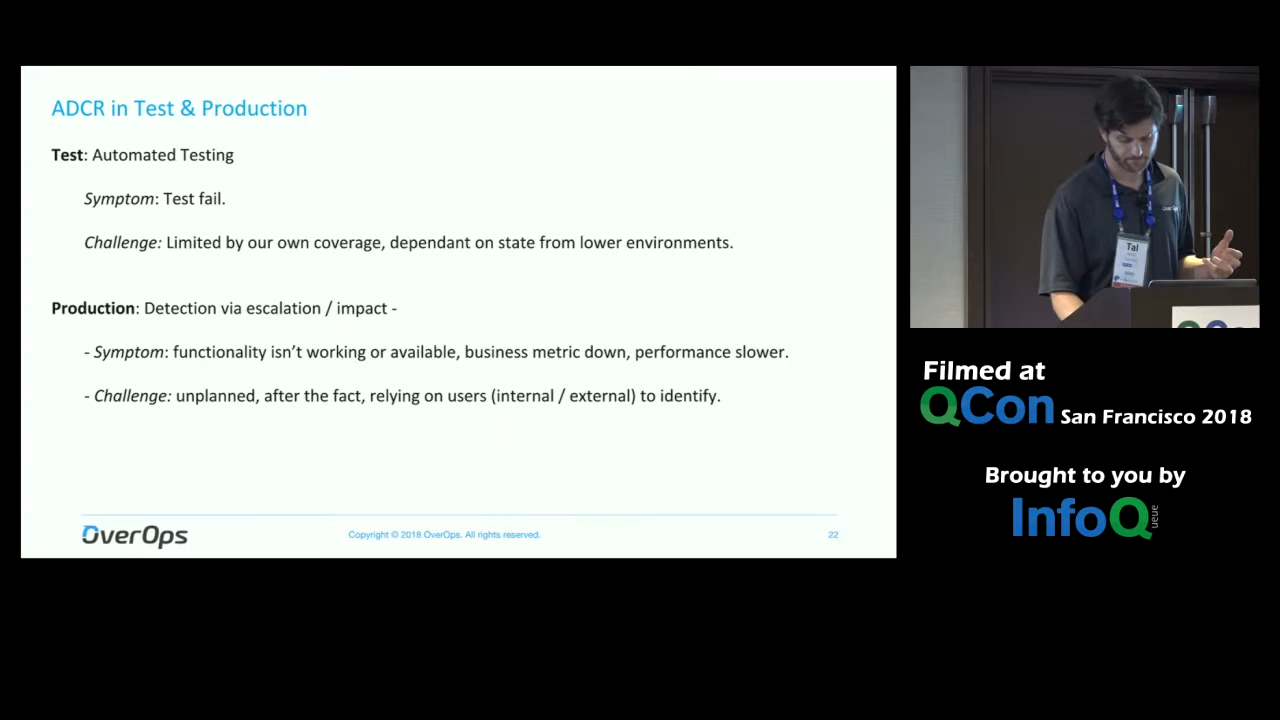 ADCR in Test & Production
Test: Automated Testing
Symptom: Test fail.
Challenge: Limited by our own coverage, dependant on state from lower environments.
Production: Detection via escalation / impact -
- Symptom: functionality isn't working or available, business metric down, performance slower.
- Challenge: unplanned, after the fact, relying on users (internal / external) to identify.
OverOps
Copyright © 2018 OverOps. All rights reserved.
22
Tal
Filmed at
QCon San Francisco 2018
Brought to you by
InfoQ
ueue